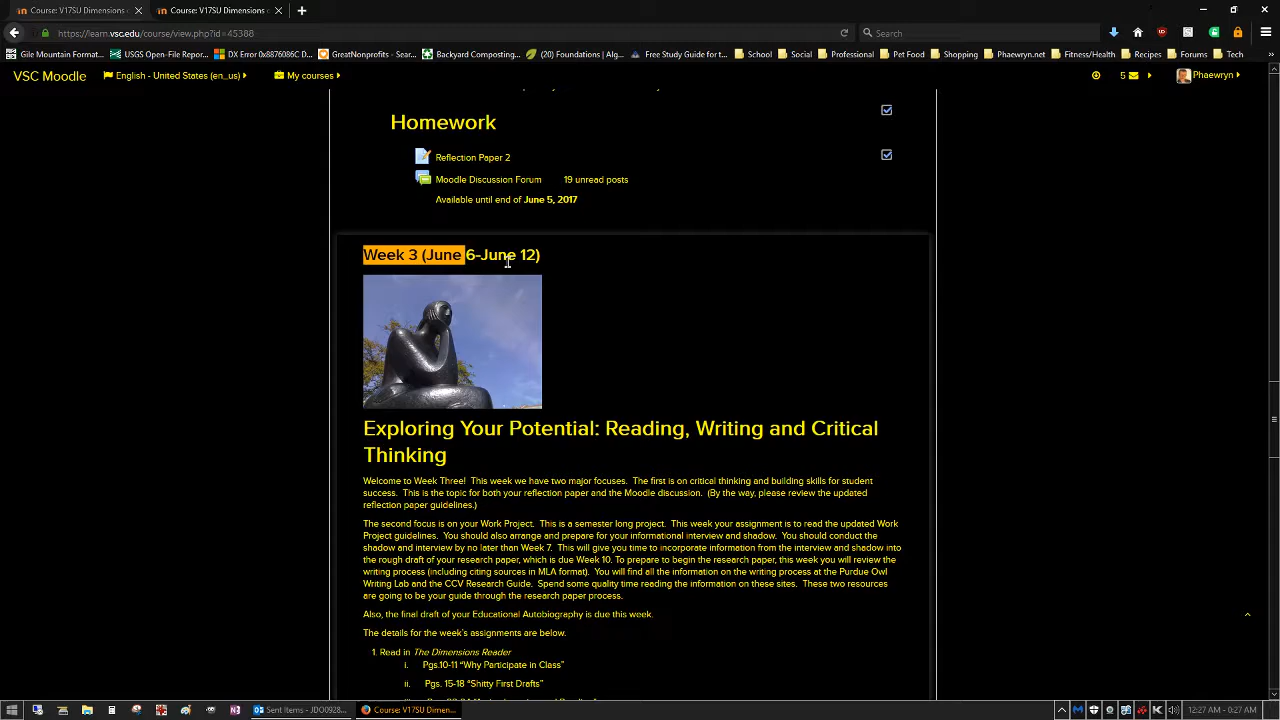 Course: V17SU Dimensions o
Course: V17SU Dimensions c
https://learn.vsc.edu/course/view.php?id=45388
Search
Gile Mountain Format...
USGS Open-File Repor...
DX Error 0x8876086C D...
GreatNonprofits - Sear...
Backyard Composting...
(20) Foundations | Alg...
Free Study Guide for t...
School
Social
Professional
Pet Food
Shopping
Phaewryn.net
Fitness/Health
Recipes
Forums
Tech
VSC Moodle
English - United States (en_us)
My courses
5
Phaewryn
Homework
Reflection Paper 2
Moodle Discussion Forum 19 unread posts
Available until end of June 5, 2017
Week 3 (June 6-June 12)
Exploring Your Potential: Reading, Writing and Critical
Thinking
Welcome to Week Three! This week we have two major focuses. The first is on critical thinking and building skills for student
success. This is the topic for both your reflection paper and the Moodle discussion. (By the way, please review the updated
reflection paper guidelines.)
The second focus is on your Work Project. This is a semester long project. This week your assignment is to read the updated Work
Project guidelines. You should also arrange and prepare for your informational interview and shadow. You should conduct the
shadow and interview by no later than Week 7. This will give you time to incorporate information from the interview and shadow into
the rough draft of your research paper, which is due Week 10. To prepare to begin the research paper, this week you will review the
writing process (including citing sources in MLA format). You will find all the information on the writing process at the Purdue Owl
Writing Lab and the CCV Research Guide. Spend some quality time reading the information on these sites. These two resources
are going to be your guide through the research paper process.
Also, the final draft of your Educational Autobiography is due this week.
The details for the week's assignments are below.
1. Read in The Dimensions Reader
i. Pgs.10-11 "Why Participate in Class"
ii. Pgs. 15-18 "Shitty First Drafts"
Sent Items - JDO0928...
Course: V17SU Dimen...
12:27 AM - 0:27 AM